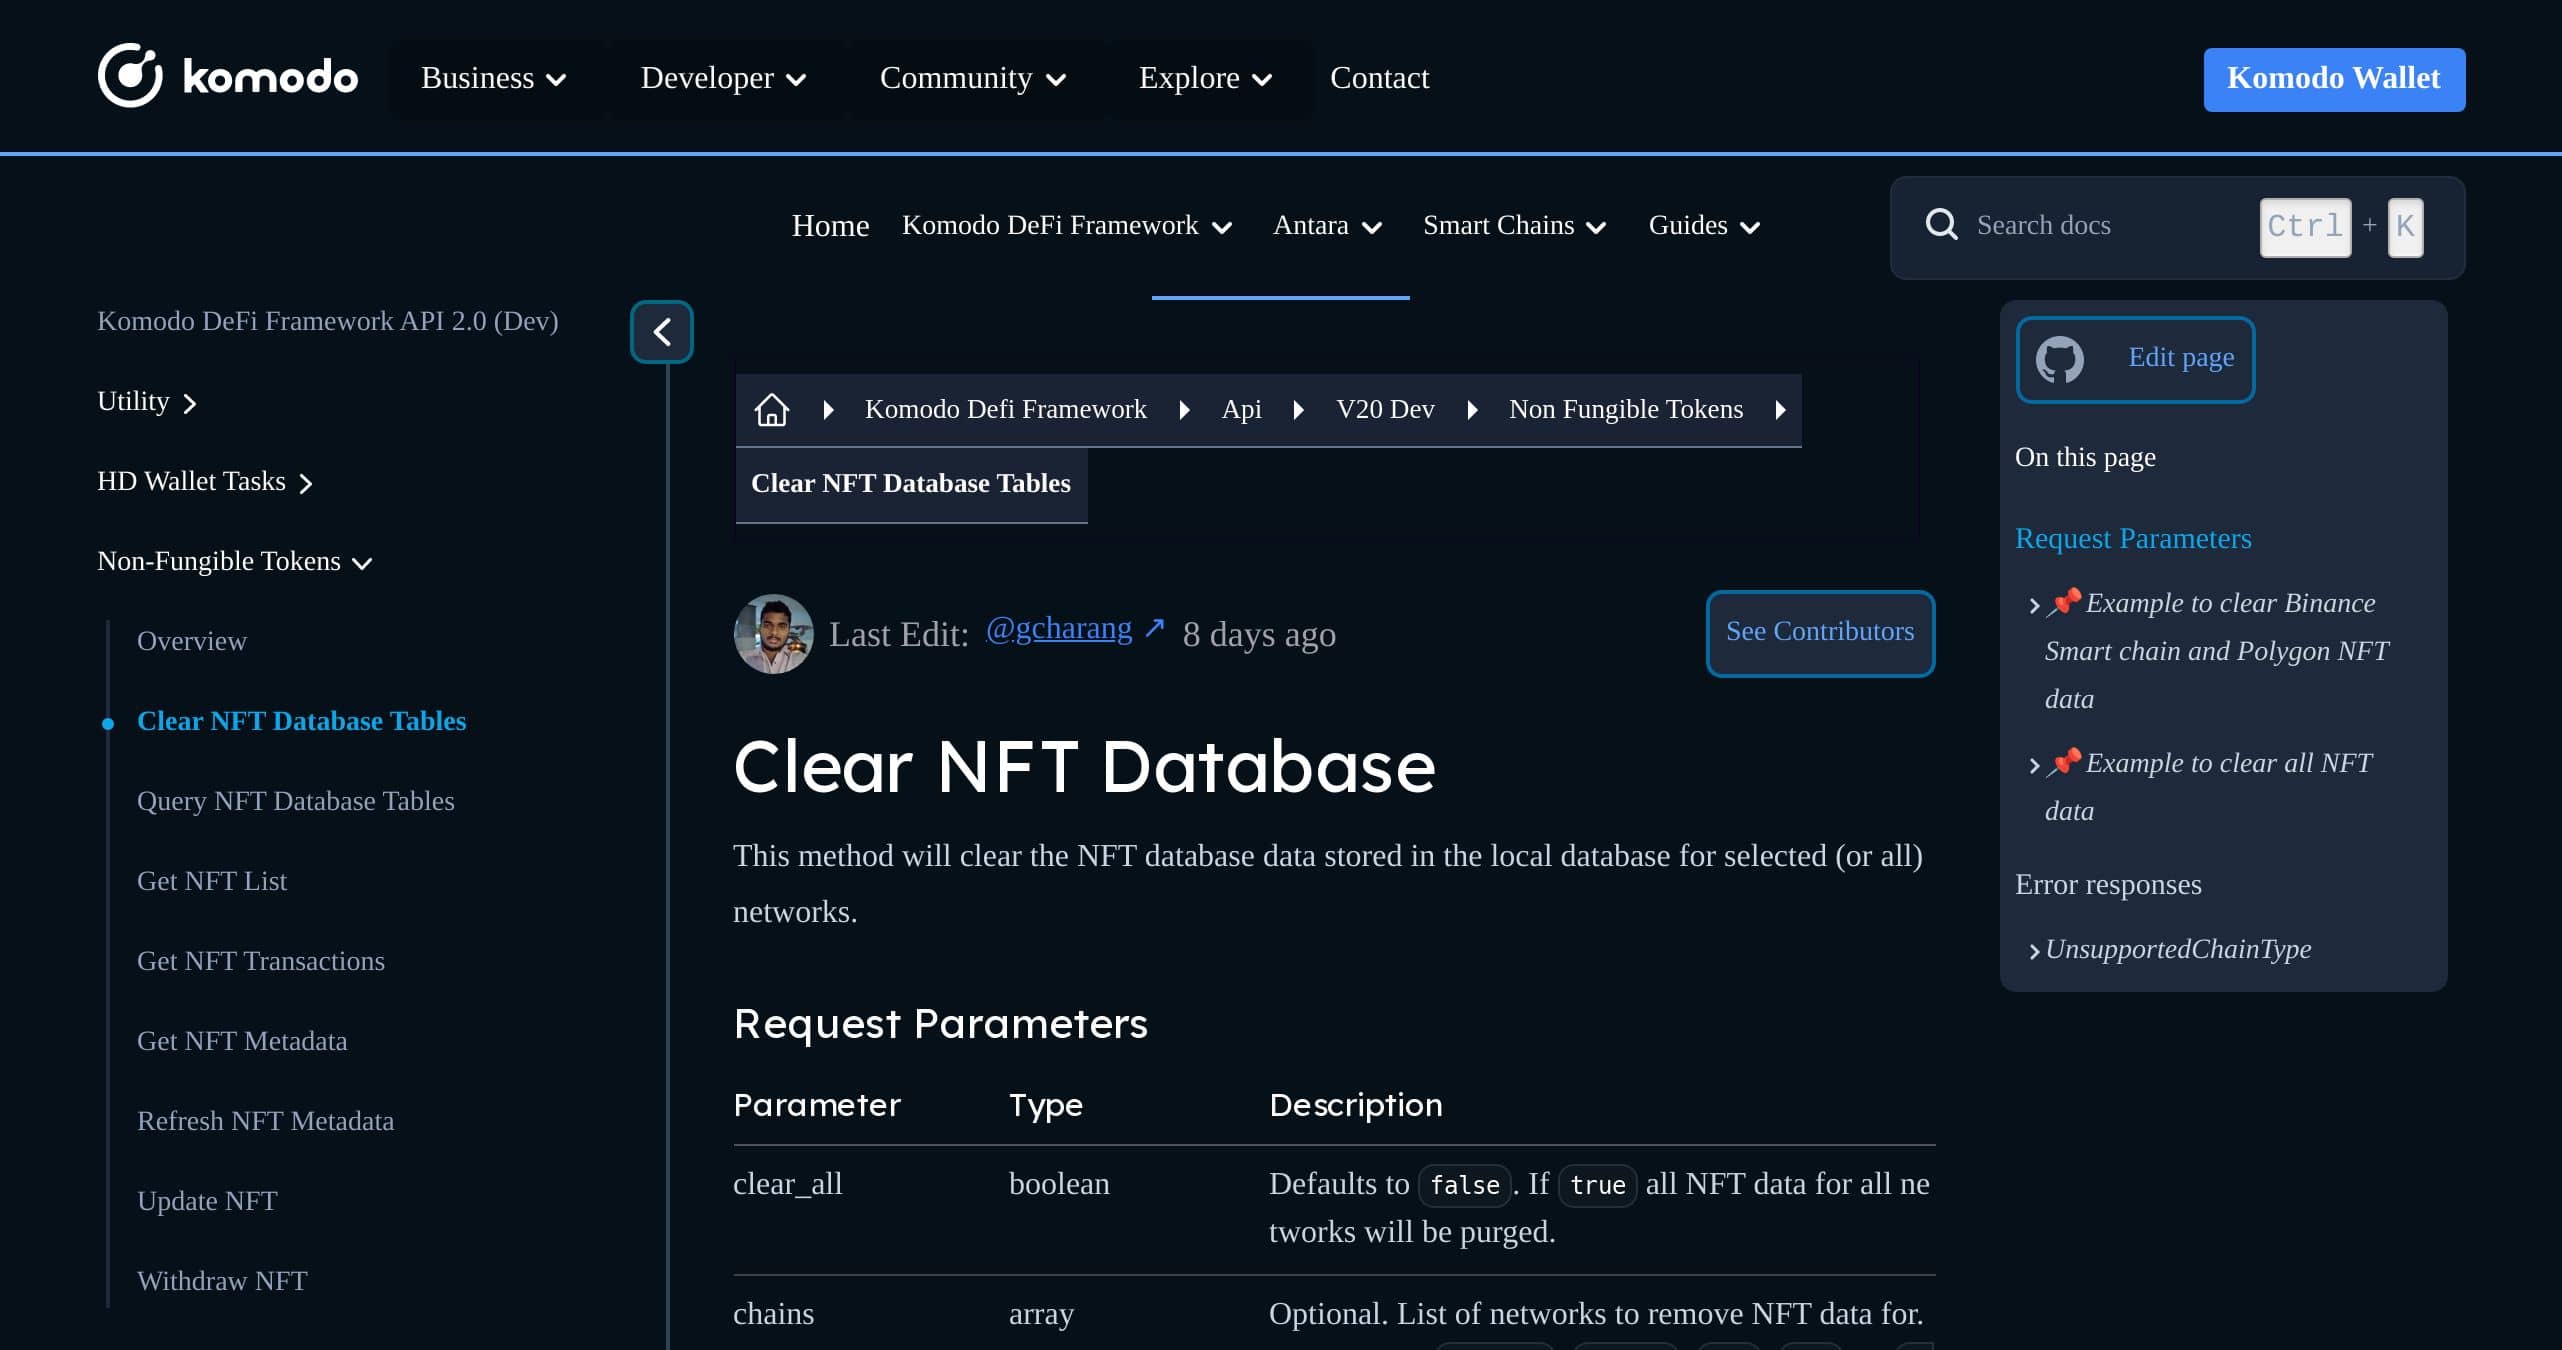 komodo Business Developer Community Explore Contact Komodo Wallet
Home Komodo DeFi Framework Antara Smart Chains Guides Search docs Ctrl + K
Komodo DeFi Framework API 2.0 (Dev)
Utility
HD Wallet Tasks
Non-Fungible Tokens
Overview
Clear NFT Database Tables
Query NFT Database Tables
Get NFT List
Get NFT Transactions
Get NFT Metadata
Refresh NFT Metadata
Update NFT
Withdraw NFT
Komodo Defi Framework Api V20 Dev Non Fungible Tokens
Clear NFT Database Tables
Last Edit: @gcharang ↗ 8 days ago See Contributors
Clear NFT Database
This method will clear the NFT database data stored in the local database for selected (or all)
networks.
Request Parameters
Parameter Type Description
clear_all boolean Defaults to false. If true all NFT data for all ne
tworks will be purged.
chains array Optional. List of networks to remove NFT data for.
Edit page
On this page
Request Parameters
📌 Example to clear Binance
Smart chain and Polygon NFT
data
📌 Example to clear all NFT
data
Error responses
UnsupportedChainType